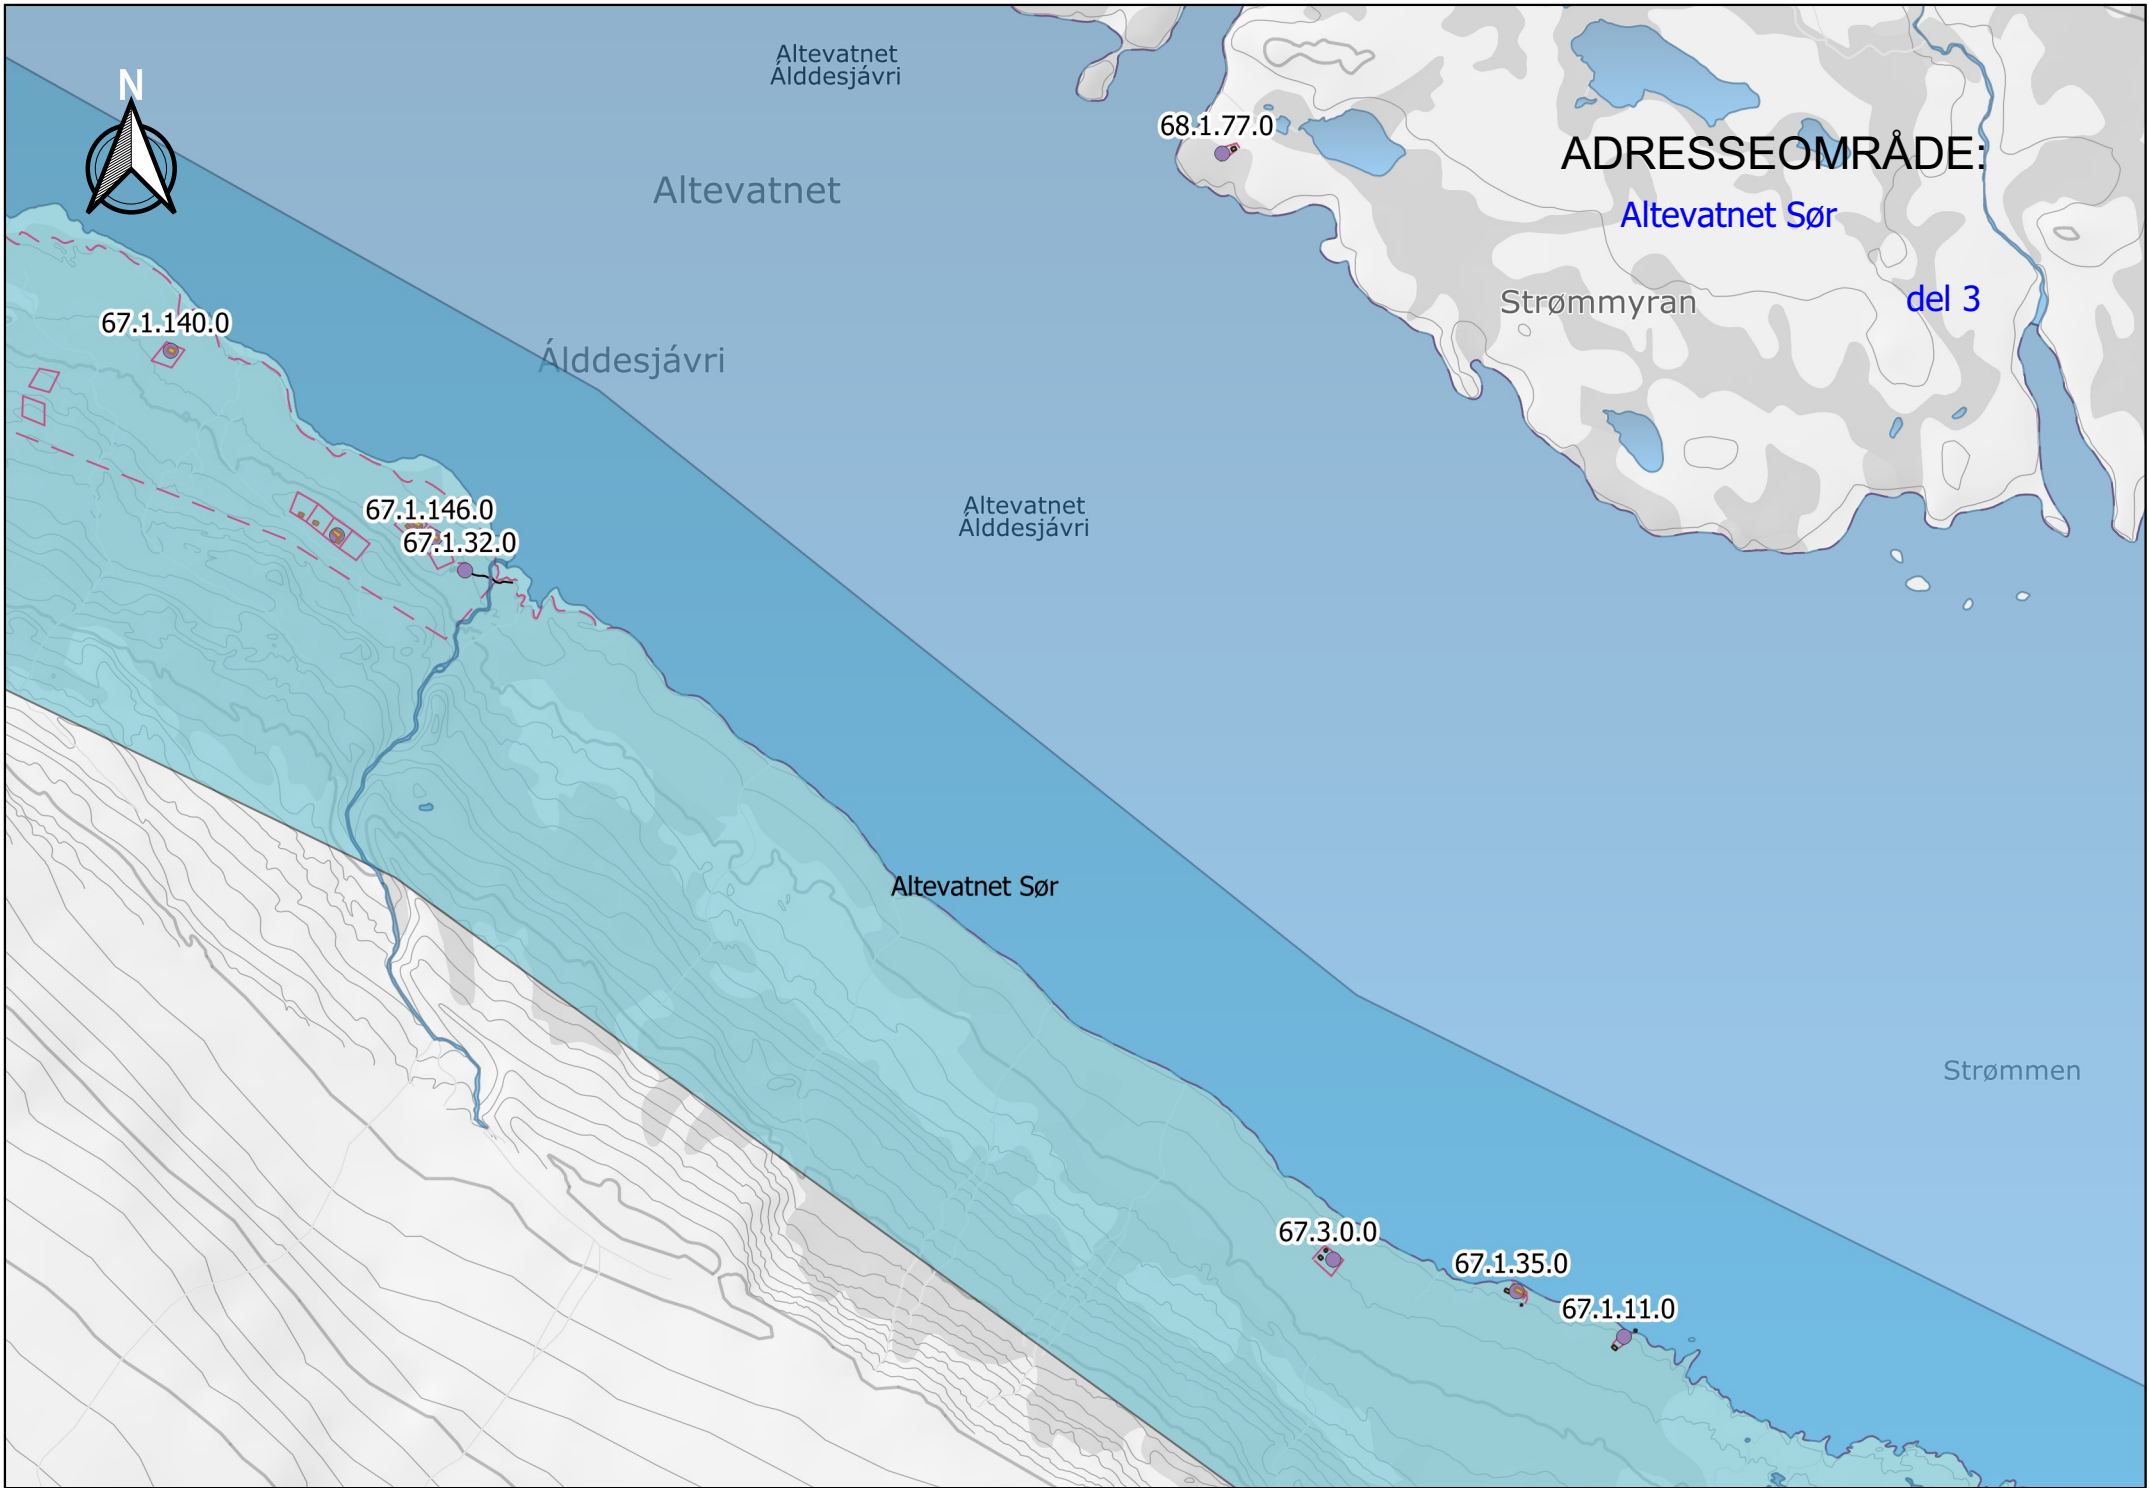 Altevatnet
Álddesjávri
N
68.1.77.0
ADRESSEOMRÅDE:
Altevatnet
Altevatnet Sør
Strømmyran
del 3
67.1.140.0
Álddesjávri
67.1.146.0
Altevatnet
Álddesjávri
67.1.32.0
Altevatnet Sør
Strømmen
67.3.0.0
67.1.35.0
67.1.11.0